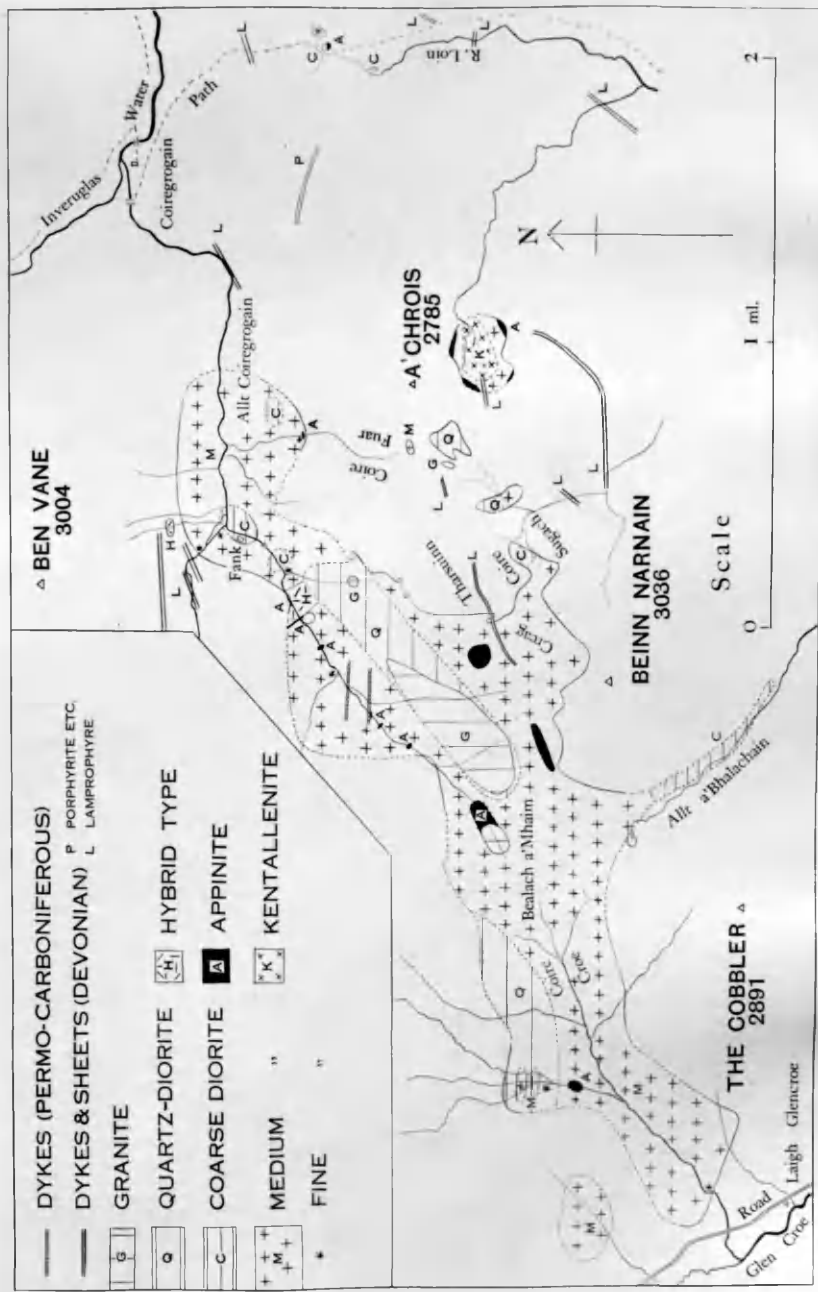 DYKES (PERMO-CARBONIFEROUS)
DYKES & SHEETS (DEVONIAN) P PORPHYRITE ETC.
L LAMPROPHYRE
G GRANITE
Q QUARTZ-DIORITE H HYBRID TYPE
C COARSE DIORITE A APPINITE
M MEDIUM " K KENTALLENITE
FINE "
BEN VANE
3004
Inveruglas
Water
Path
Coiregrogain
L
C
A
C
L
R. Loin
L
L
P
L
Allt Coiregrogain
M
C
A
H
L
Fank
C
C
A
H
A
A
G
Q
A
A
G
A
Coire
Fuar
M
G
Q
L
Q
Coire
Sugach
C
L
L
Tharsuinn
L
Creag
A'CHROIS
2785
K
A
L
N
BEINN NARNAIN
3036
Bealach a'Mhaim
Allt a'Bhalachain
C
Q
Coire
Croe
M
A
M
M
THE COBBLER
2891
Road
Laigh Glencroe
Glen Croe
Scale
0
1 ml.
2